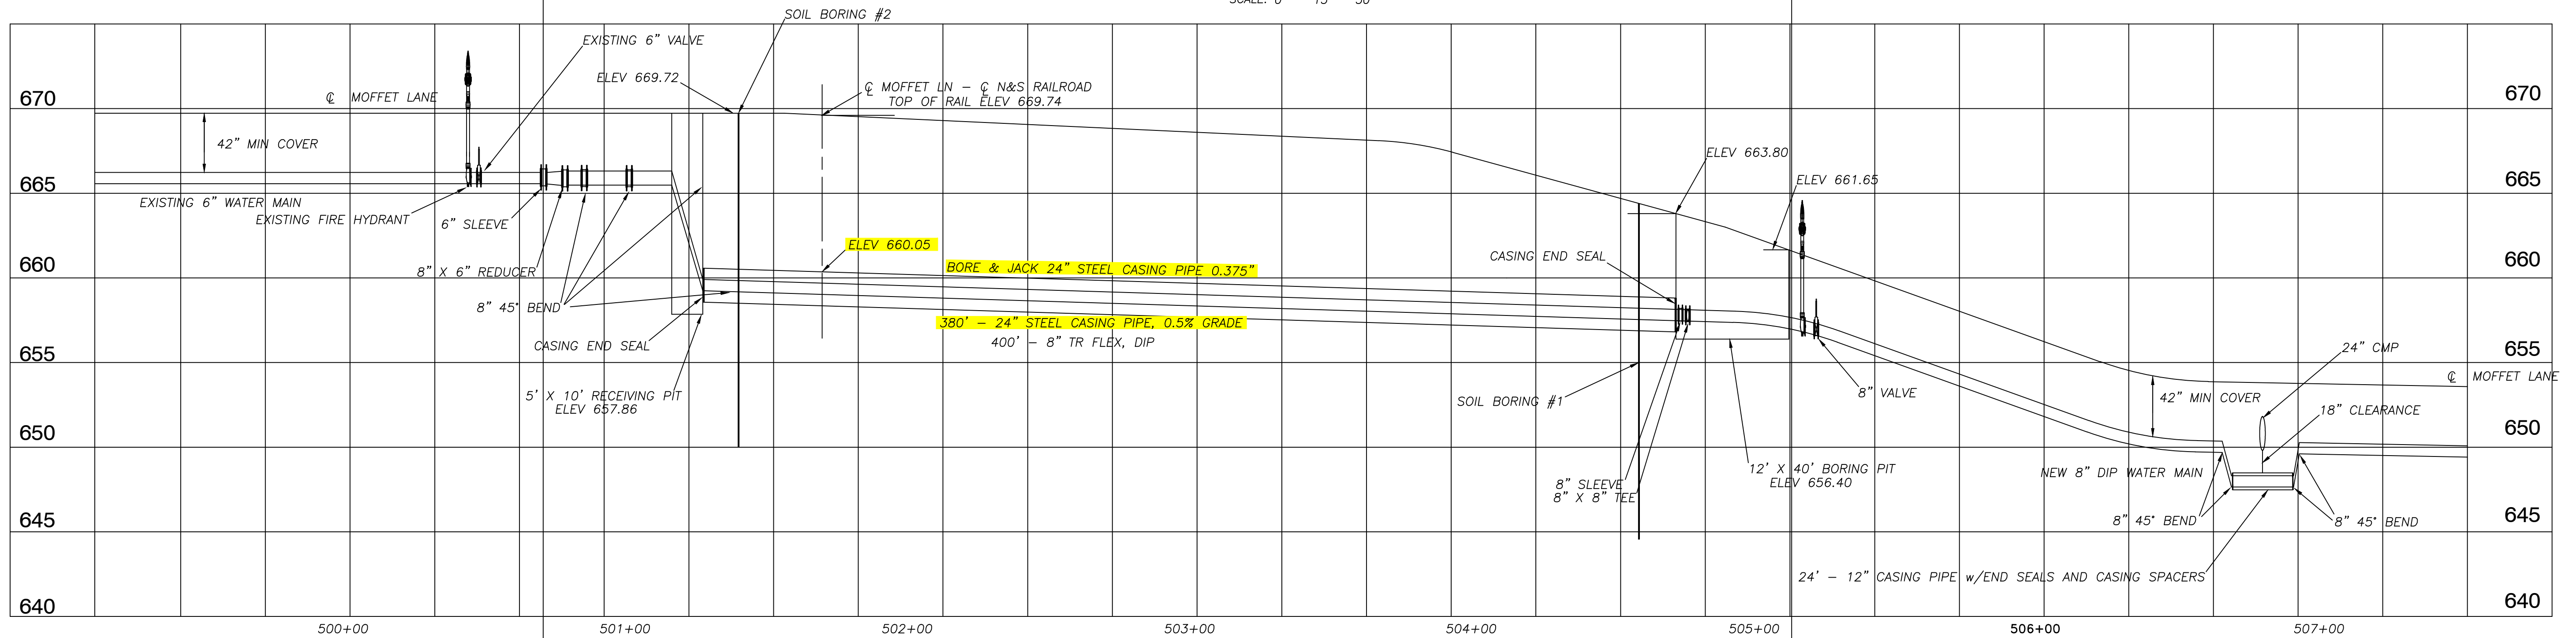 SCALE: 0 15 30
SOIL BORING #2
EXISTING 6" VALVE
ELEV 669.72
℄ MOFFET LN – ℄ N&S RAILROAD
TOP OF RAIL ELEV 669.74
℄ MOFFET LANE
670
670
42" MIN COVER
ELEV 663.80
ELEV 661.65
665
665
EXISTING 6" WATER MAIN
EXISTING FIRE HYDRANT
6" SLEEVE
ELEV 660.05
CASING END SEAL
660
660
8" X 6" REDUCER
BORE & JACK 24" STEEL CASING PIPE 0.375"
8" 45° BEND
380' – 24" STEEL CASING PIPE, 0.5% GRADE
400' – 8" TR FLEX, DIP
CASING END SEAL
24" CMP
655
655
℄ MOFFET LANE
5' X 10' RECEIVING PIT
ELEV 657.86
8" VALVE
SOIL BORING #1
42" MIN COVER
18" CLEARANCE
650
650
12' X 40' BORING PIT
ELEV 656.40
NEW 8" DIP WATER MAIN
8" SLEEVE
8" X 8" TEE
645
645
8" 45° BEND
8" 45° BEND
24' – 12" CASING PIPE w/END SEALS AND CASING SPACERS
640
640
500+00
501+00
502+00
503+00
504+00
505+00
506+00
507+00